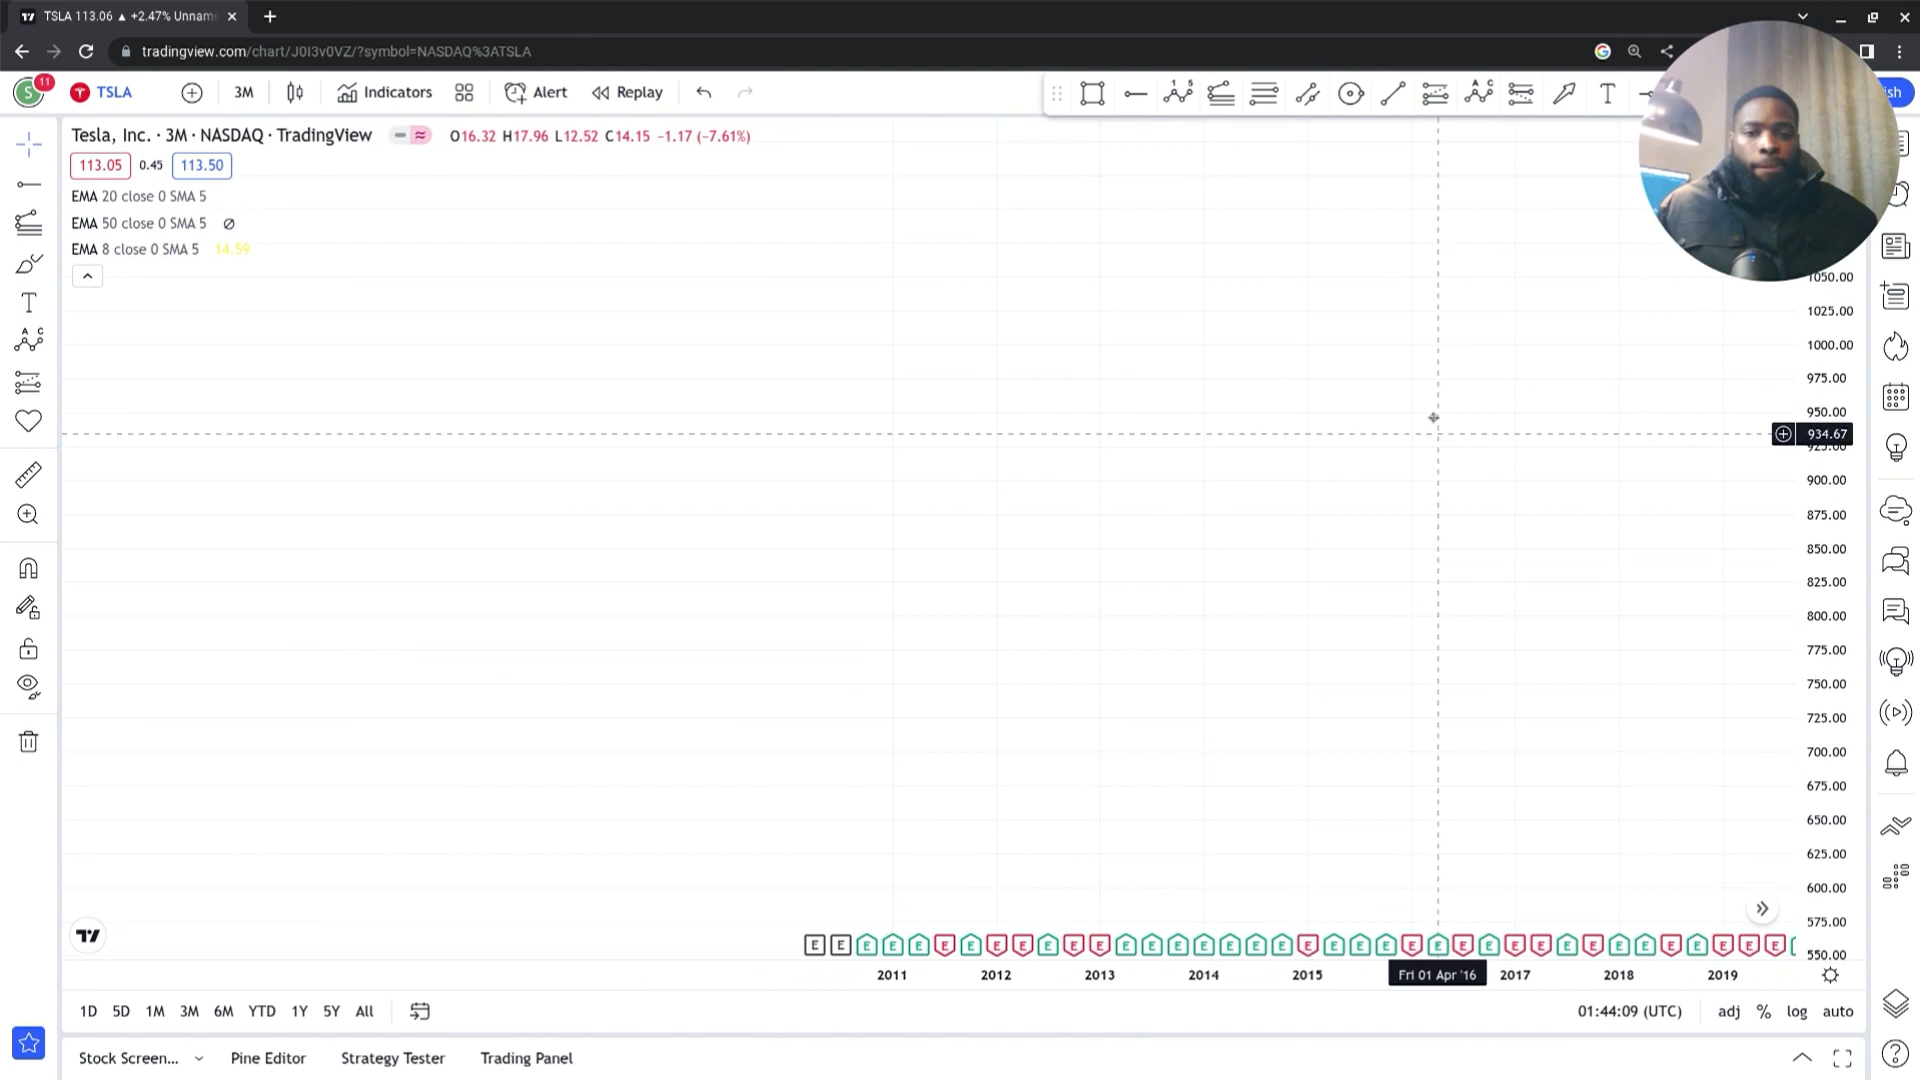 TSLA 113.06 ▲ +2.47% Unname
tradingview.com/chart/J0I3v0VZ/?symbol=NASDAQ%3ATSLA
S 11 TSLA 3M Indicators Alert Replay
ish
Tesla, Inc. · 3M · NASDAQ · TradingView O16.32 H17.96 L12.52 C14.15 −1.17 (−7.61%)
113.05 0.45 113.50
EMA 20 close 0 SMA 5
EMA 50 close 0 SMA 5 ∅
EMA 8 close 0 SMA 5 14.59
1050.00
1025.00
1000.00
975.00
950.00
934.67
925.00
900.00
875.00
850.00
825.00
800.00
775.00
750.00
725.00
700.00
675.00
650.00
625.00
600.00
575.00
550.00
E E E E E E E E E E E E E E E E E E E E E E E E E E E E E E E E E E E E E E
2011 2012 2013 2014 2015 Fri 01 Apr '16 2017 2018 2019
1D 5D 1M 3M 6M YTD 1Y 5Y All 01:44:09 (UTC) adj % log auto
Stock Screen... Pine Editor Strategy Tester Trading Panel